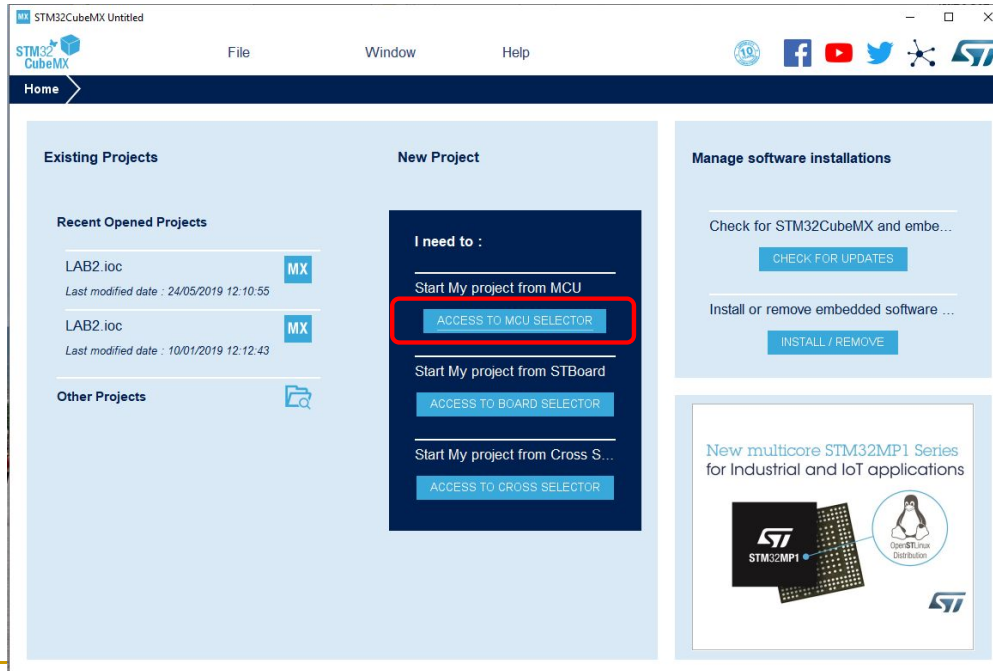 MX STM32CubeMX Untitled
STM32
CubeMX
File
Window
Help
10
Home
Existing Projects
Recent Opened Projects
LAB2.ioc
MX
Last modified date : 24/05/2019 12:10:55
LAB2.ioc
MX
Last modified date : 10/01/2019 12:12:43
Other Projects
New Project
I need to :
Start My project from MCU
ACCESS TO MCU SELECTOR
Start My project from STBoard
ACCESS TO BOARD SELECTOR
Start My project from Cross S...
ACCESS TO CROSS SELECTOR
Manage software installations
Check for STM32CubeMX and embe...
CHECK FOR UPDATES
Install or remove embedded software ...
INSTALL / REMOVE
New multicore STM32MP1 Series
for Industrial and IoT applications
STM32MP1
OpenSTLinux
Distribution